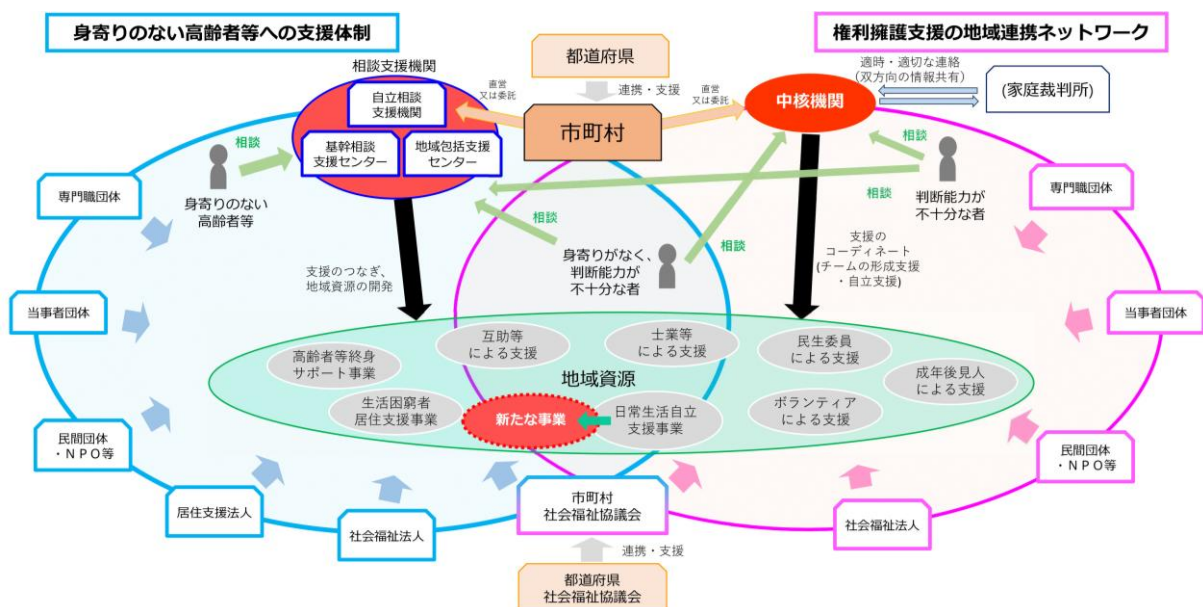 身寄りのない高齢者等への支援体制
権利擁護支援の地域連携ネットワーク
都道府県
連携・支援
市町村
直営
又は委託
直営
又は委託
相談支援機関
自立相談
支援機関
基幹相談
支援センター
地域包括支援
センター
中核機関
適時・適切な連絡
(双方向の情報共有)
(家庭裁判所)
相談
身寄りのない
高齢者等
相談
相談
判断能力が
不十分な者
相談
相談
身寄りがなく、
判断能力が
不十分な者
支援のつなぎ、
地域資源の開発
支援の
コーディネート
(チームの形成支援
・自立支援)
専門職団体
当事者団体
民間団体
・ＮＰＯ等
居住支援法人
社会福祉法人
専門職団体
当事者団体
民間団体
・ＮＰＯ等
社会福祉法人
互助等
による支援
士業等
による支援
民生委員
による支援
高齢者等終身
サポート事業
地域資源
成年後見人
による支援
生活困窮者
居住支援事業
新たな事業
日常生活自立
支援事業
ボランティア
による支援
市町村
社会福祉協議会
連携・支援
都道府県
社会福祉協議会